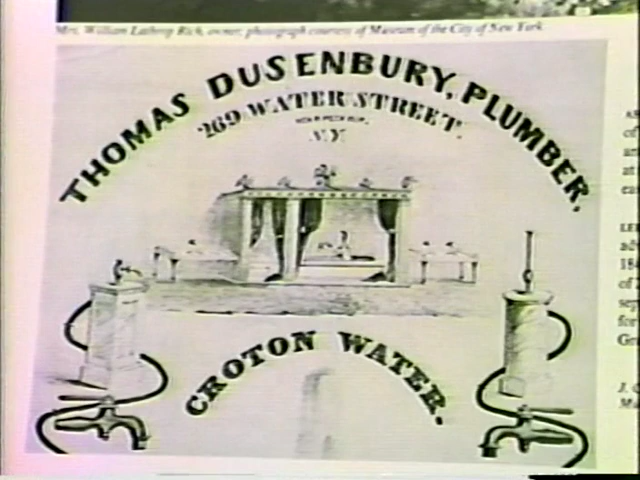 Mrs. William Lathrop Rich, owner; photograph courtesy of Museum of the City of New York
THOMAS DUSENBURY, PLUMBER,
269 WATER STREET.
N.Y.
CROTON WATER.